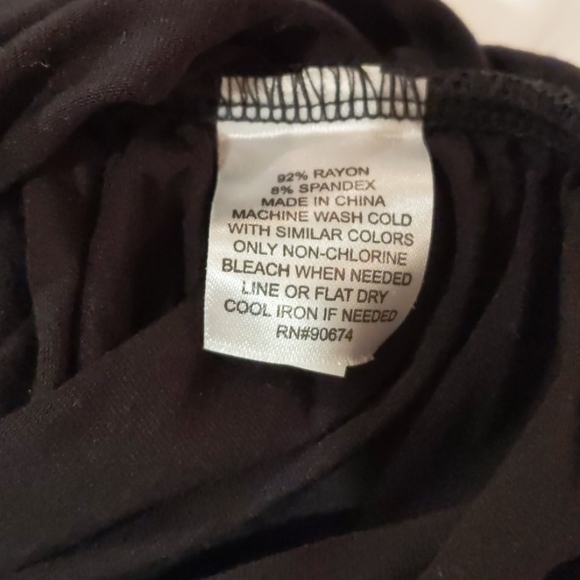 92% RAYON
8% SPANDEX
MADE IN CHINA
MACHINE WASH COLD
WITH SIMILAR COLORS
ONLY NON-CHLORINE
BLEACH WHEN NEEDED
LINE OR FLAT DRY
COOL IRON IF NEEDED
RN#90674